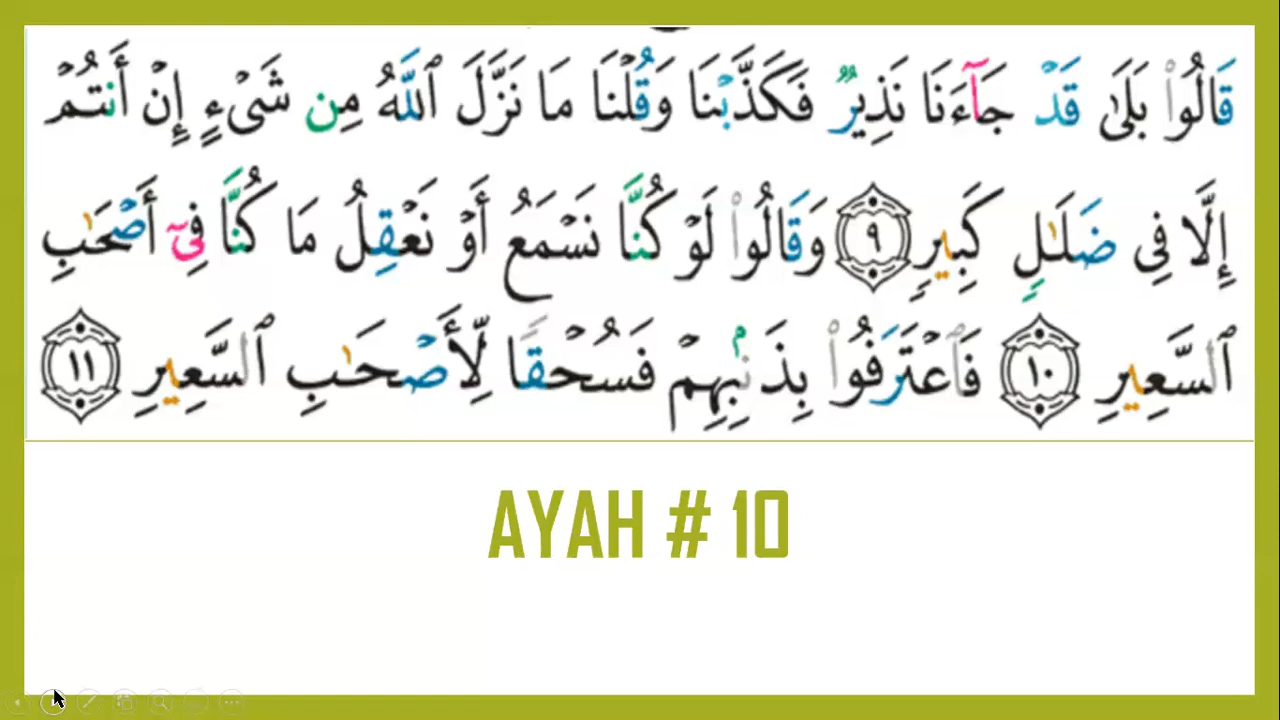 قَالُوا۟ بَلَىٰ قَدْ جَآءَنَا نَذِيرٌ فَكَذَّبْنَا وَقُلْنَا مَا نَزَّلَ ٱللَّهُ مِن شَىْءٍ إِنْ أَنتُمْ
إِلَّا فِى ضَلَـٰلٍ كَبِيرٍ ٩ وَقَالُوا۟ لَوْ كُنَّا نَسْمَعُ أَوْ نَعْقِلُ مَا كُنَّا فِىٓ أَصْحَـٰبِ
ٱلسَّعِيرِ ١٠ فَٱعْتَرَفُوا۟ بِذَنۢبِهِمْ فَسُحْقًا لِّأَصْحَـٰبِ ٱلسَّعِيرِ ١١
AYAH # 10